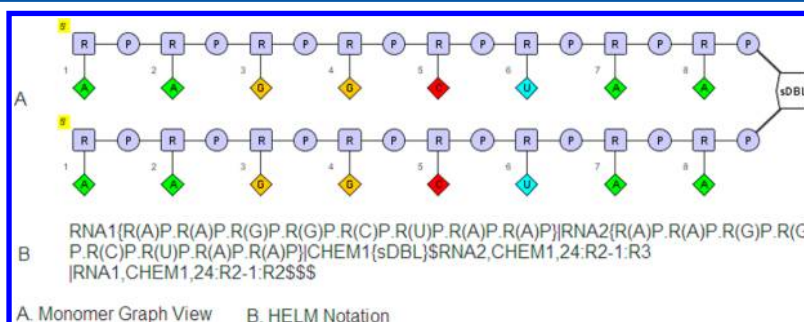 5'
R P R P R P R P R P R P R P R P
1 2 3 4 5 6 7 8
A A G G C U A A
sDBL
A
5'
R P R P R P R P R P R P R P R P
1 2 3 4 5 6 7 8
A A G G C U A A
RNA1{R(A)P.R(A)P.R(G)P.R(G)P.R(C)P.R(U)P.R(A)P.R(A)P}|RNA2{R(A)P.R(A)P.R(G)P.R(G
B P.R(C)P.R(U)P.R(A)P.R(A)P}|CHEM1{sDBL}$RNA2,CHEM1,24:R2-1:R3
|RNA1,CHEM1,24:R2-1:R2$$$
A. Monomer Graph View B. HELM Notation